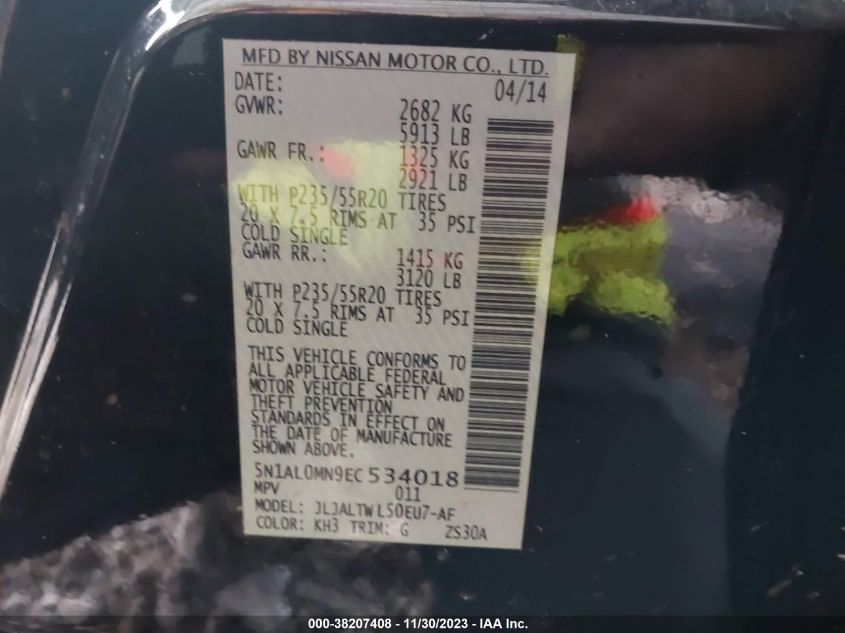 MFD BY NISSAN MOTOR CO., LTD.
DATE: 04/14
GVWR: 2682 KG
5913 LB
GAWR FR.: 1325 KG
2921 LB
WITH P235/55R20 TIRES
20 X 7.5 RIMS AT 35 PSI
COLD SINGLE
GAWR RR.: 1415 KG
3120 LB
WITH P235/55R20 TIRES
20 X 7.5 RIMS AT 35 PSI
COLD SINGLE
THIS VEHICLE CONFORMS TO
ALL APPLICABLE FEDERAL
MOTOR VEHICLE SAFETY AND
THEFT PREVENTION
STANDARDS IN EFFECT ON
THE DATE OF MANUFACTURE
SHOWN ABOVE.
5N1AL0MN9EC534018
MPV 011
MODEL: JLJALTWL50EU7-AF
COLOR: KH3 TRIM: G ZS30A
000-38207408 - 11/30/2023 - IAA Inc.